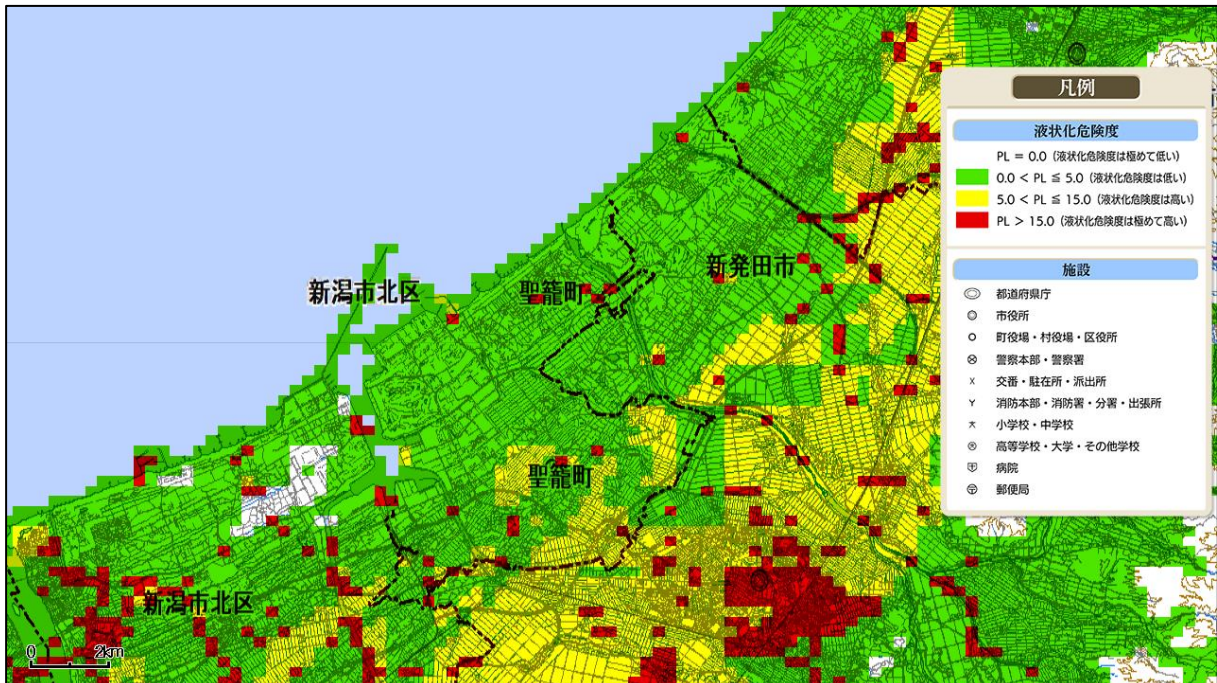 新潟市北区
聖籠町
新発田市
聖籠町
新潟市北区
0 2km
凡例
液状化危険度
PL = 0.0 (液状化危険度は極めて低い)
0.0 < PL ≦ 5.0 (液状化危険度は低い)
5.0 < PL ≦ 15.0 (液状化危険度は高い)
PL > 15.0 (液状化危険度は極めて高い)
施設
都道府県庁
市役所
町役場・村役場・区役所
警察本部・警察署
交番・駐在所・派出所
消防本部・消防署・分署・出張所
小学校・中学校
高等学校・大学・その他学校
病院
郵便局